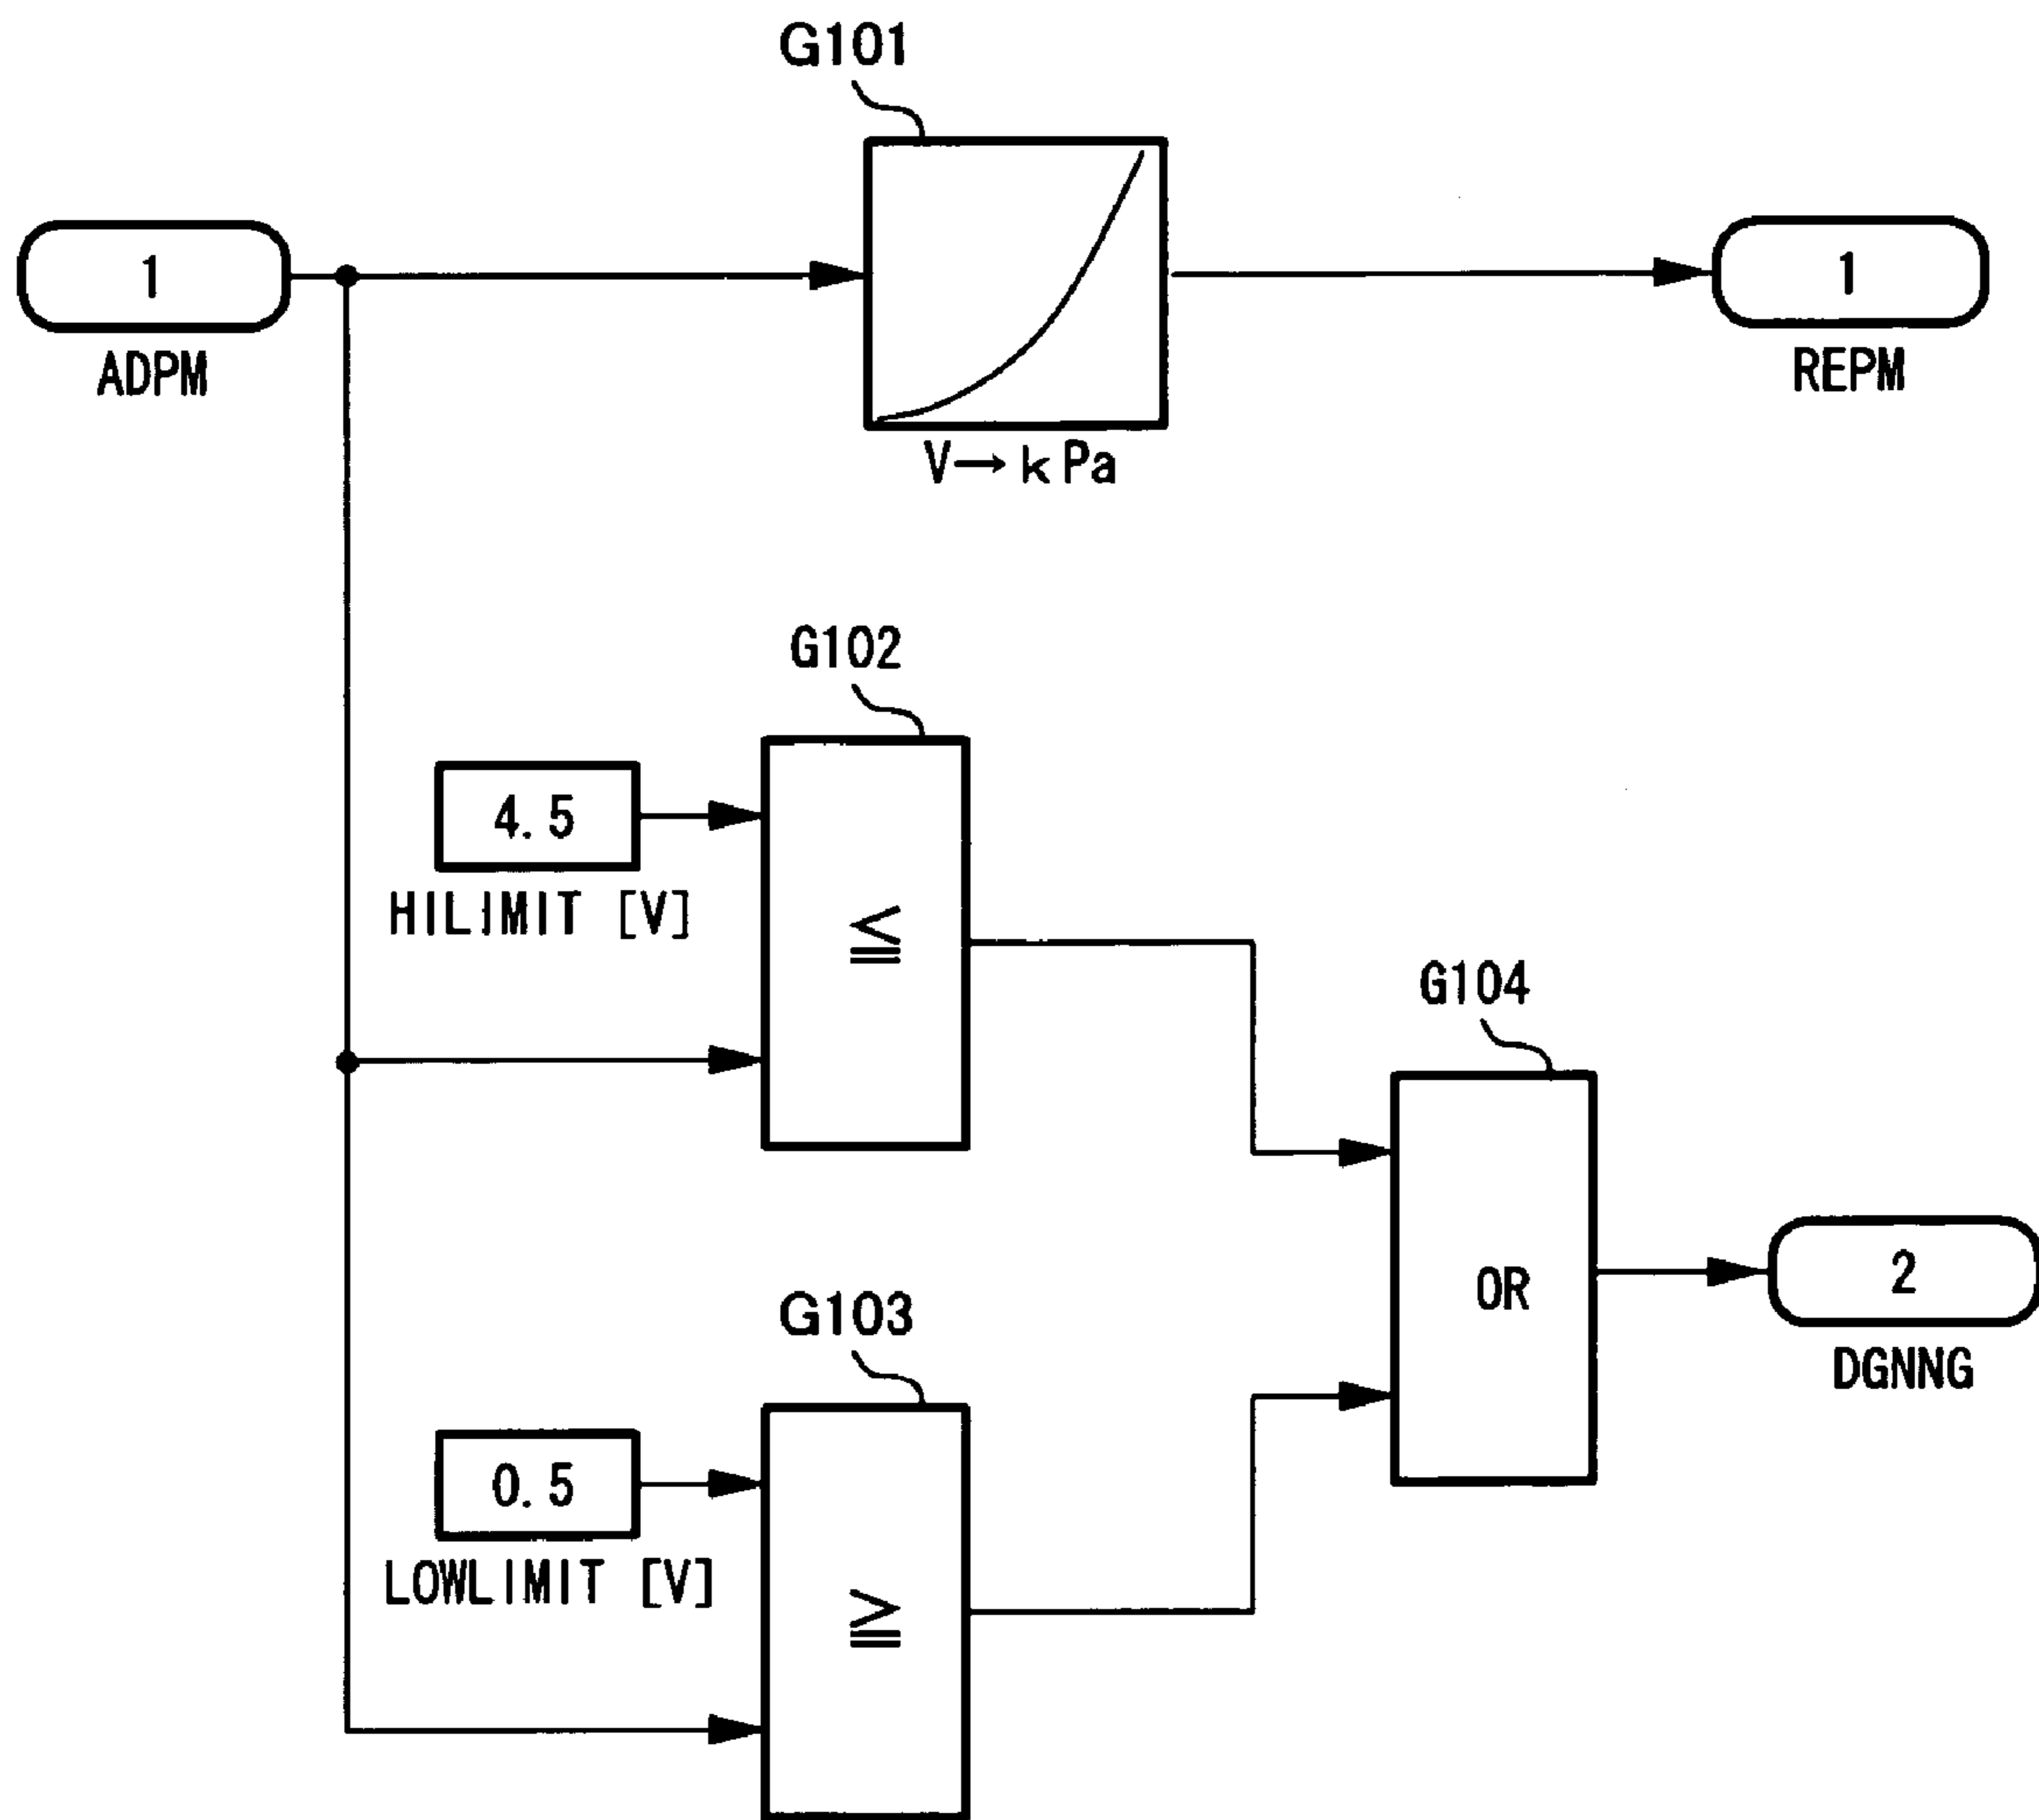 G101
1
ADPM
V→kPa
1
REPM
G102
4.5
HILIMIT [V]
≦
G104
OR
2
DGNNG
G103
0.5
LOWLIMIT [V]
≧